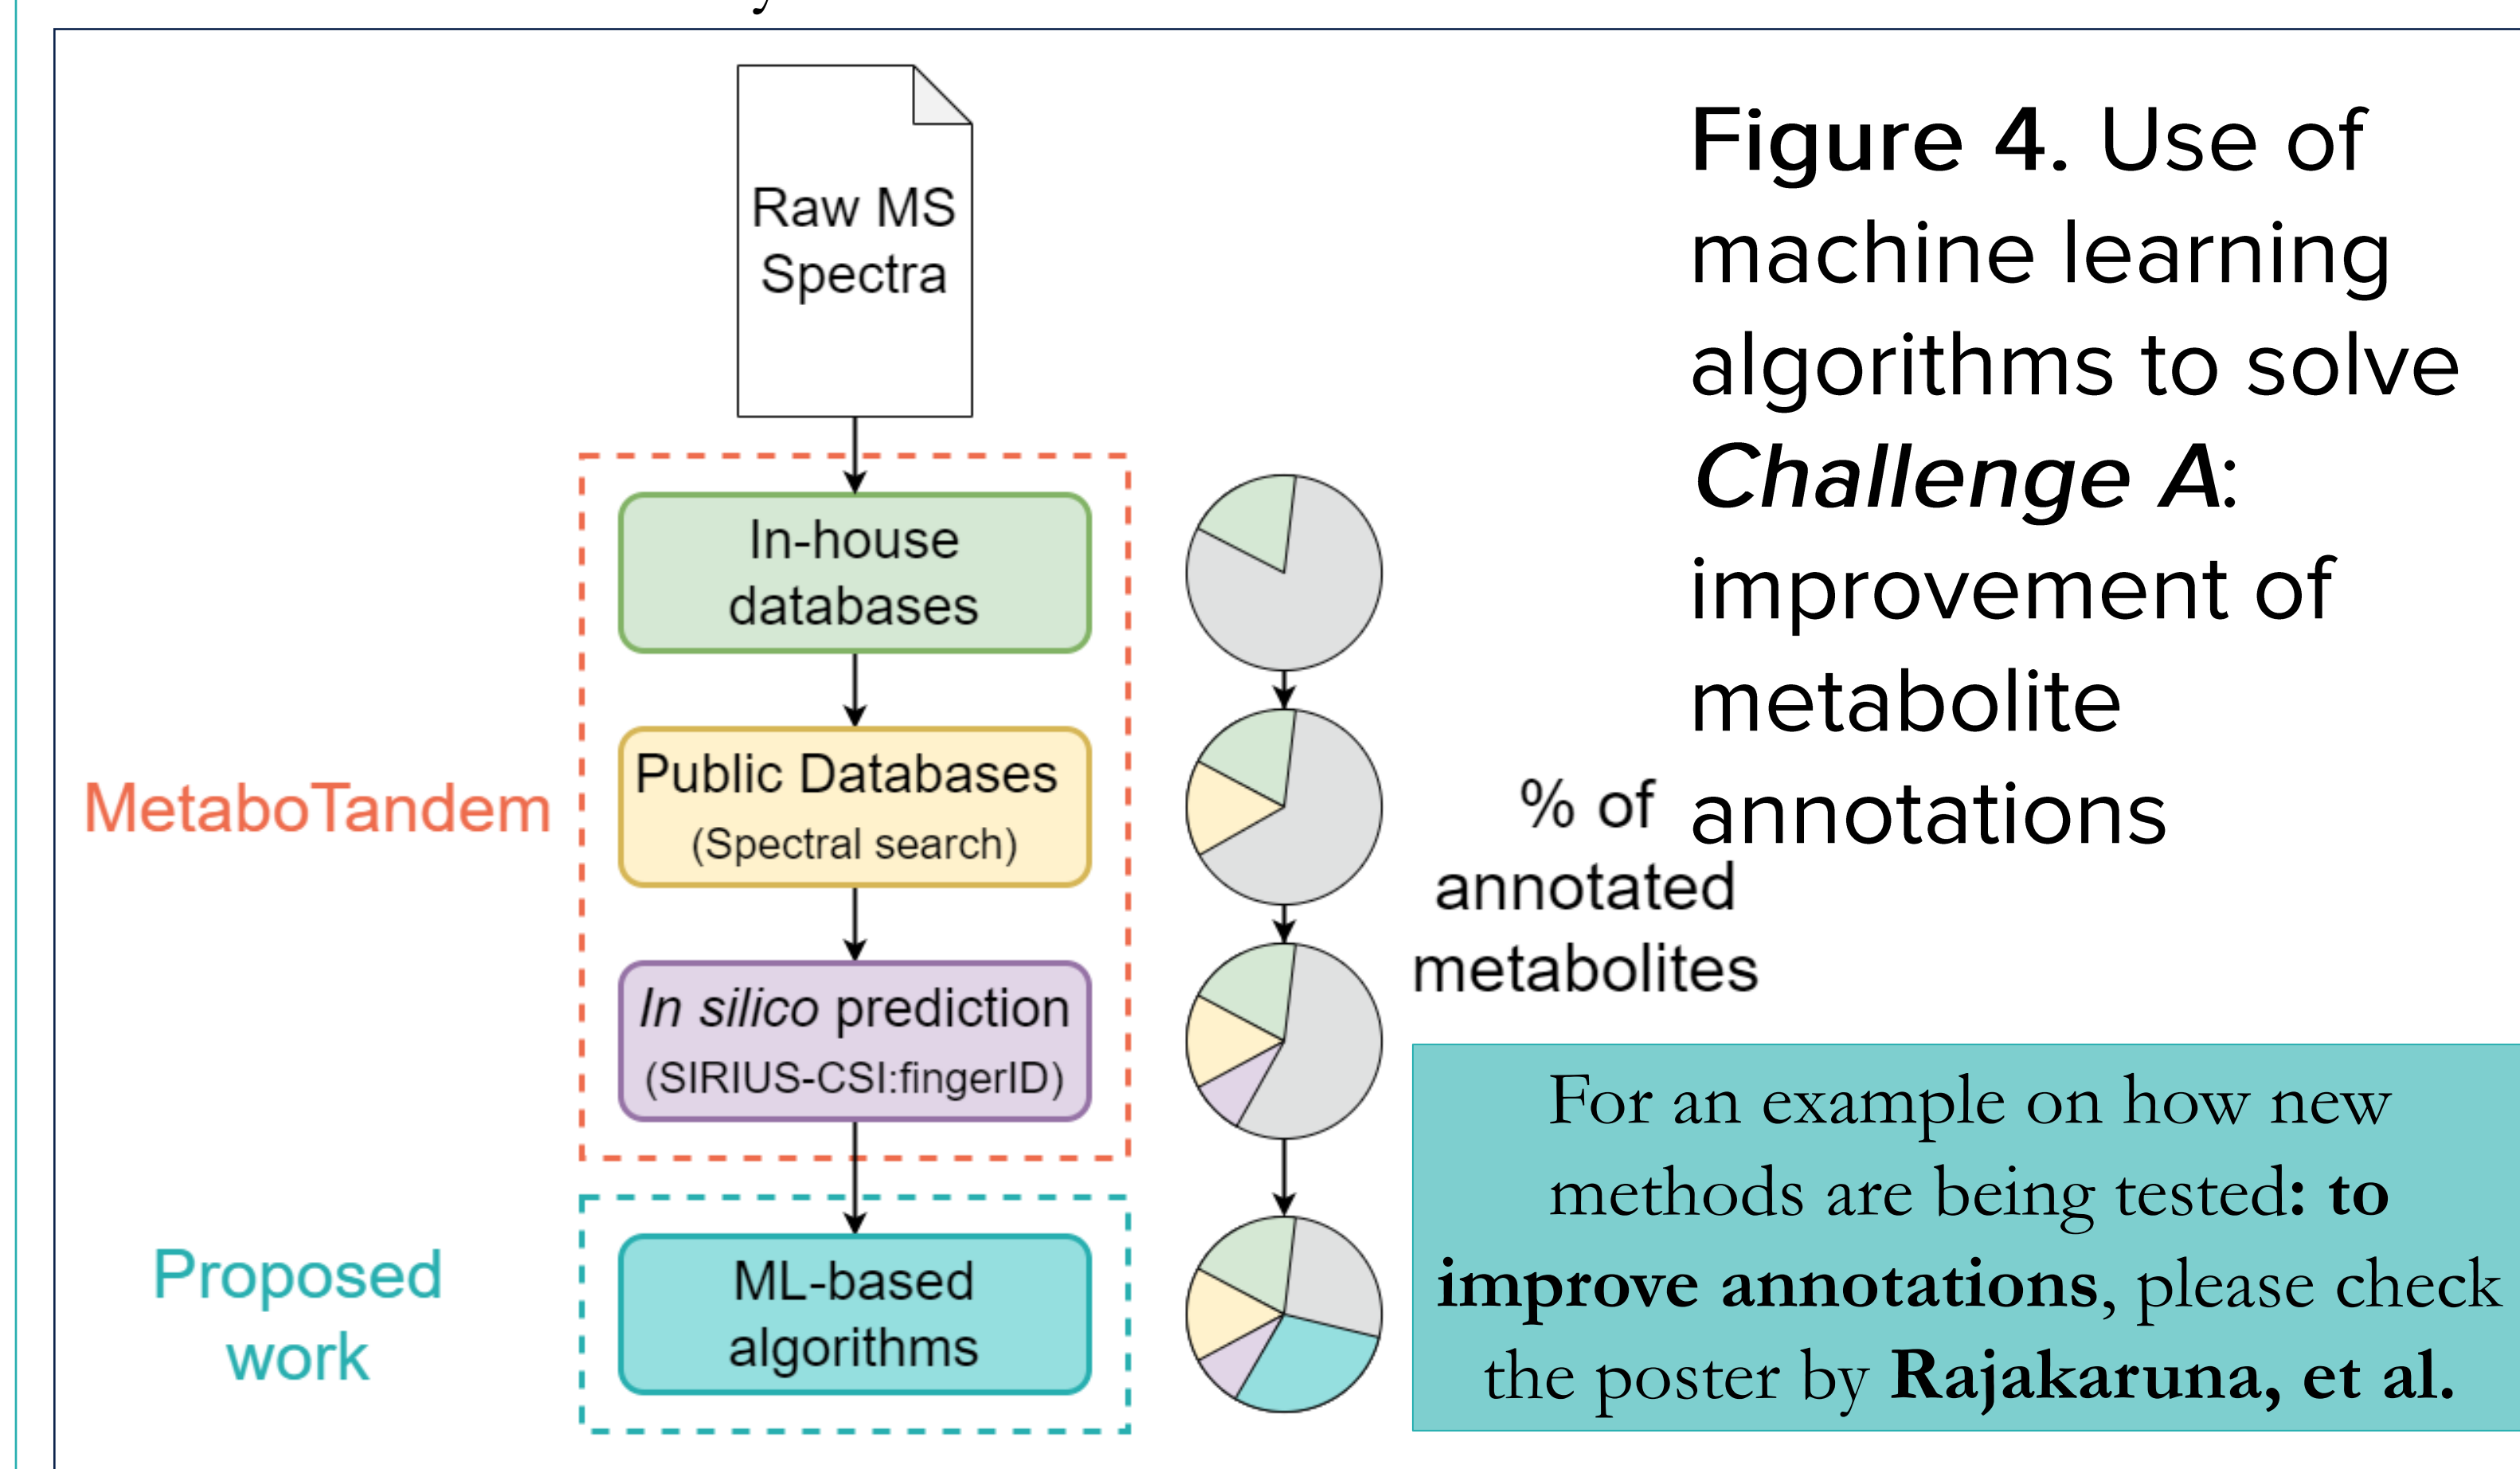 Raw MS
Spectra
In-house
databases
Public Databases
(Spectral search)
In silico prediction
(SIRIUS-CSI:fingerID)
ML-based
algorithms
MetaboTandem
Proposed
work
% of
annotated
metabolites
Figure 4. Use of
machine learning
algorithms to solve
Challenge A:
improvement of
metabolite
annotations
For an example on how new
methods are being tested: to
improve annotations, please check
the poster by Rajakaruna, et al.